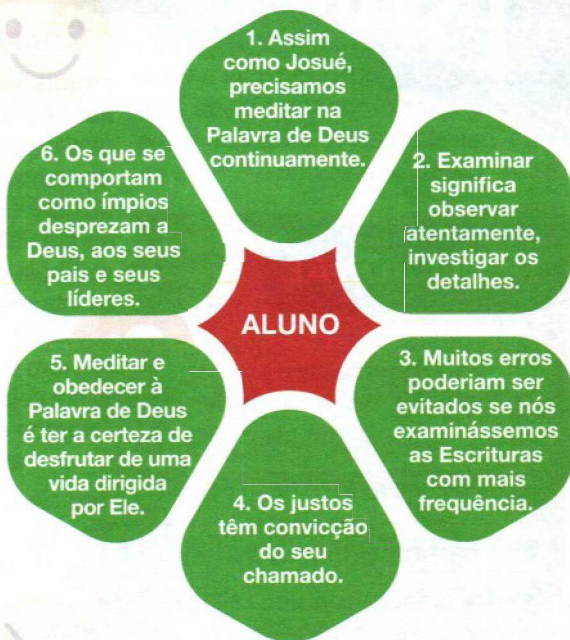 1. Assim
como Josué,
precisamos
meditar na
Palavra de Deus
continuamente.
2. Examinar
significa
observar
atentamente,
investigar os
detalhes.
3. Muitos erros
poderiam ser
evitados se nós
examinássemos
as Escrituras
com mais
frequência.
4. Os justos
têm convicção
do seu
chamado.
5. Meditar e
obedecer à
Palavra de Deus
é ter a certeza de
desfrutar de uma
vida dirigida
por Ele.
6. Os que se
comportam
como ímpios
desprezam a
Deus, aos seus
pais e seus
líderes.
ALUNO